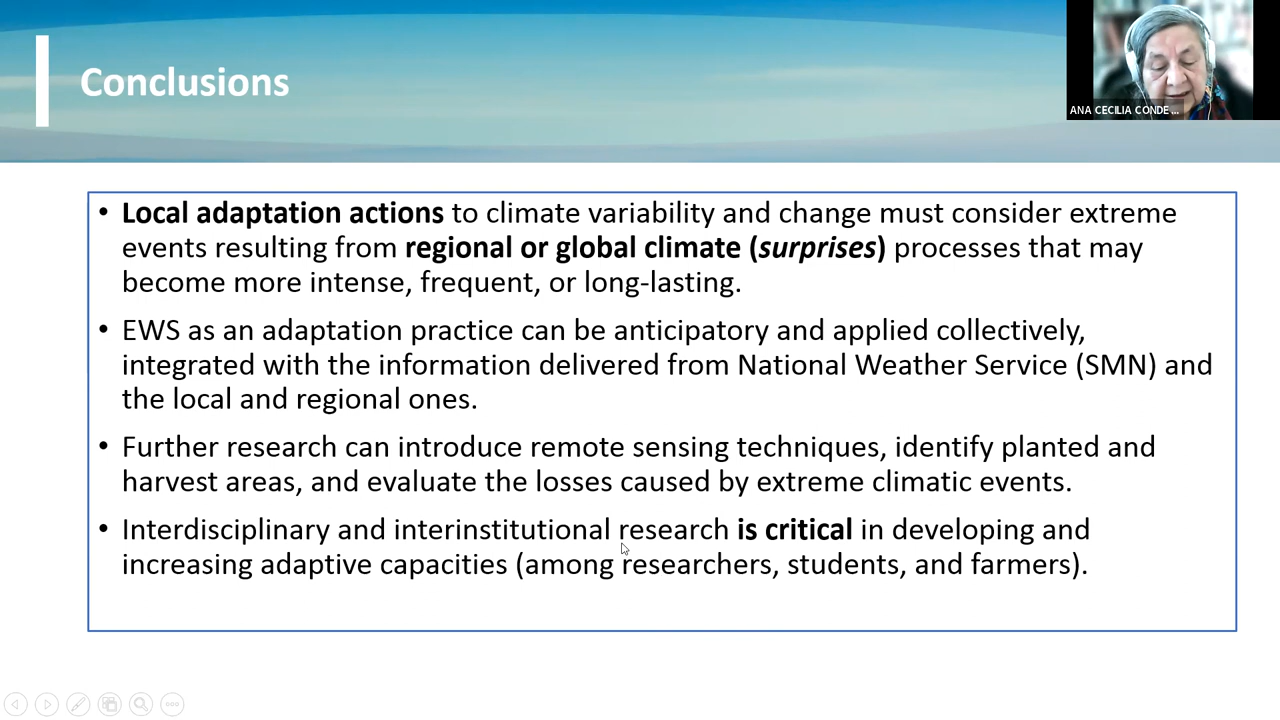 Conclusions
ANA CECILIA CONDE ...
• Local adaptation actions to climate variability and change must consider extreme
events resulting from regional or global climate (surprises) processes that may
become more intense, frequent, or long-lasting.
• EWS as an adaptation practice can be anticipatory and applied collectively,
integrated with the information delivered from National Weather Service (SMN) and
the local and regional ones.
• Further research can introduce remote sensing techniques, identify planted and
harvest areas, and evaluate the losses caused by extreme climatic events.
• Interdisciplinary and interinstitutional research is critical in developing and
increasing adaptive capacities (among researchers, students, and farmers).